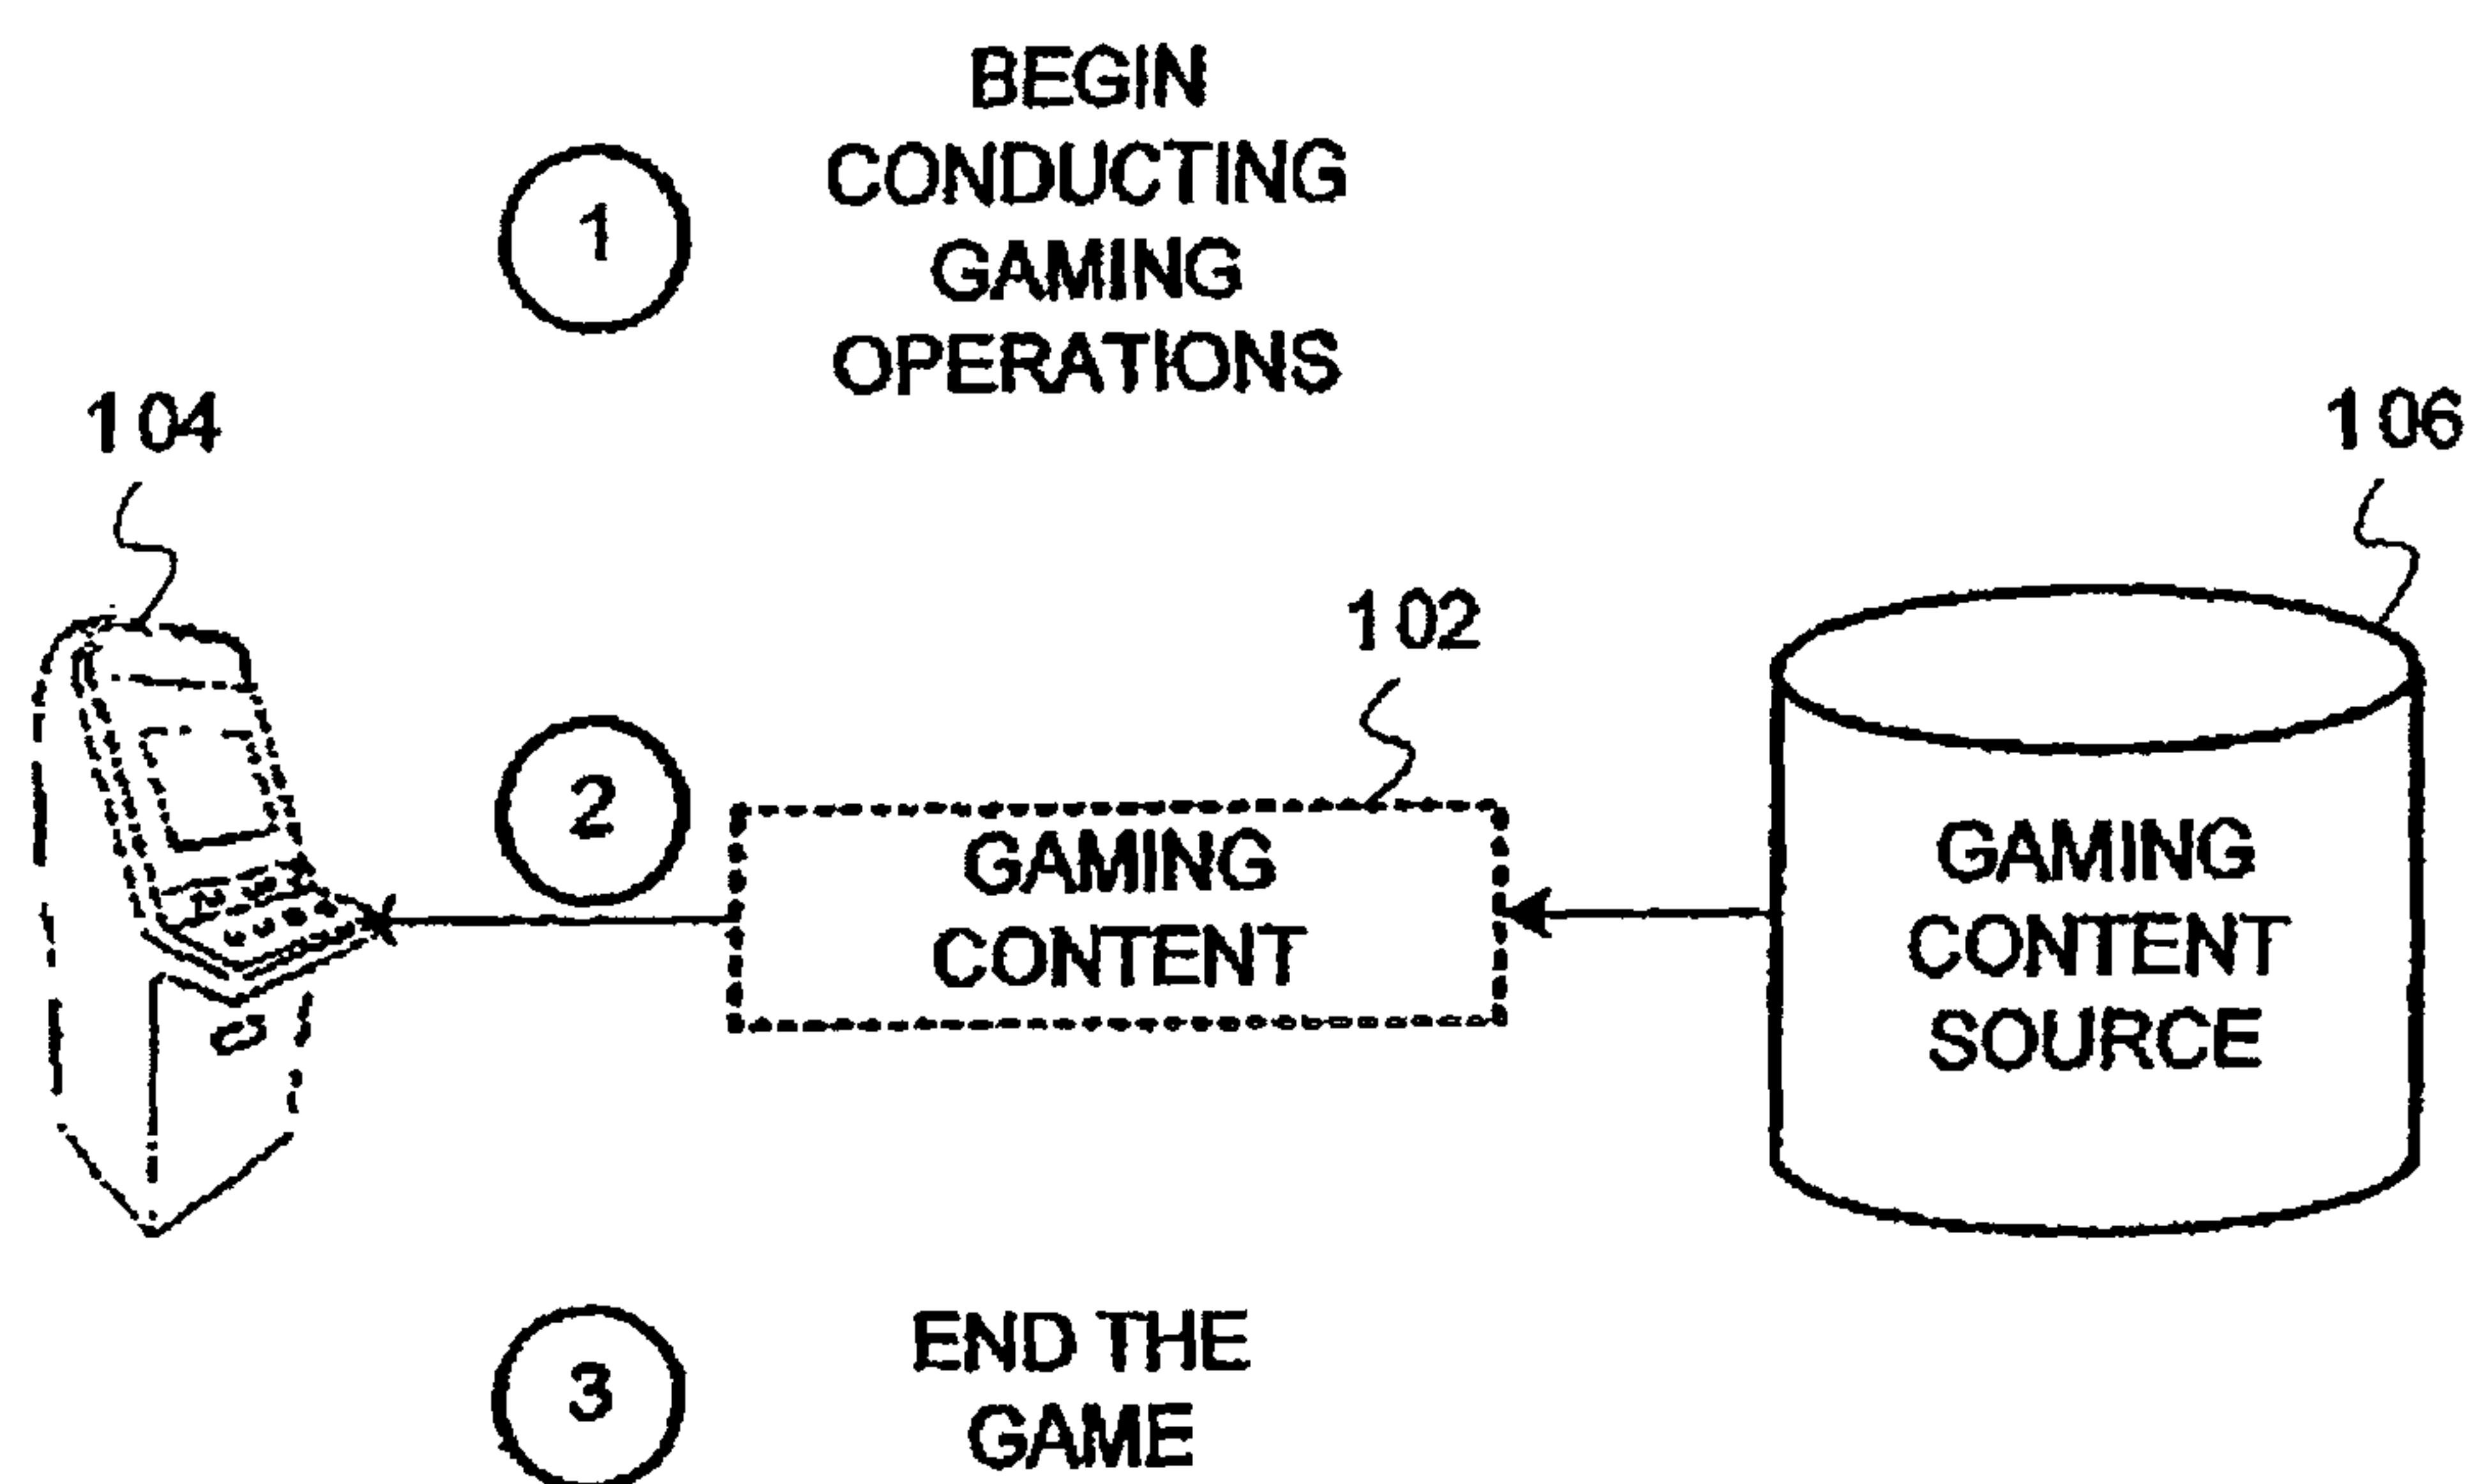 BEGIN
CONDUCTING
GAMING
OPERATIONS
1
104
106
102
2
GAMING
CONTENT
GAMING
CONTENT
SOURCE
3
END THE
GAME